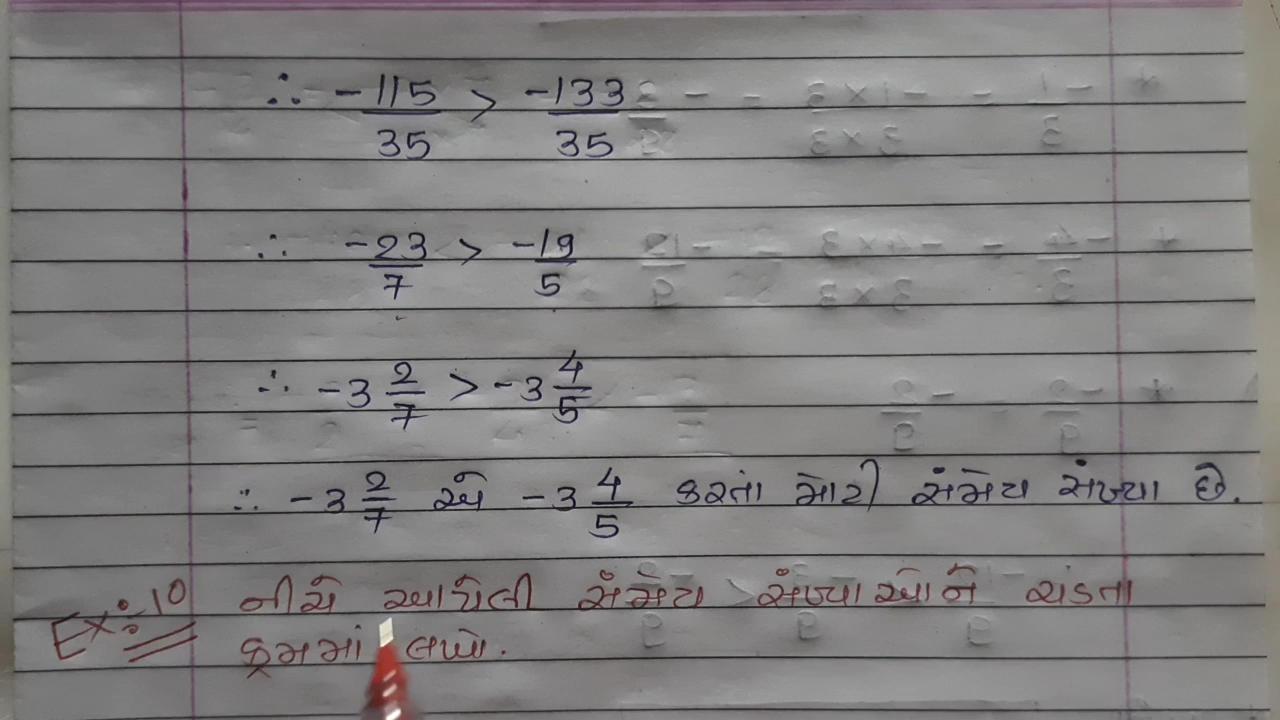 ∴ -115/35 > -133/35
∴ -23/7 > -19/5
∴ -3 2/7 > -3 4/5
∴ -3 2/7 એ -3 4/5 કરતા મોટી સંમેય સંખ્યા છે.
Ex:10 નીચે આપેલી સંમેય સંખ્યાઓને ચડતા
ક્રમમાં લખો.